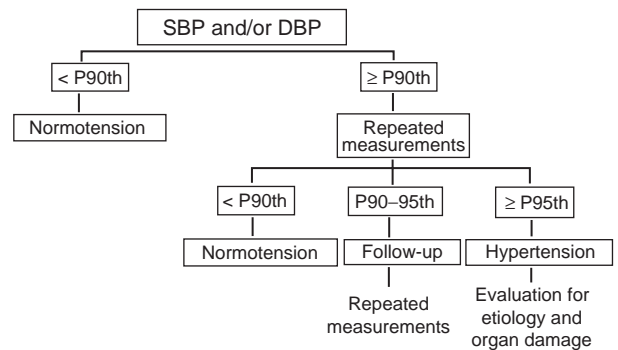 SBP and/or DBP
< P90th
≥ P90th
Normotension
Repeated
measurements
< P90th
P90–95th
≥ P95th
Normotension
Follow-up
Hypertension
Repeated
measurements
Evaluation for
etiology and
organ damage